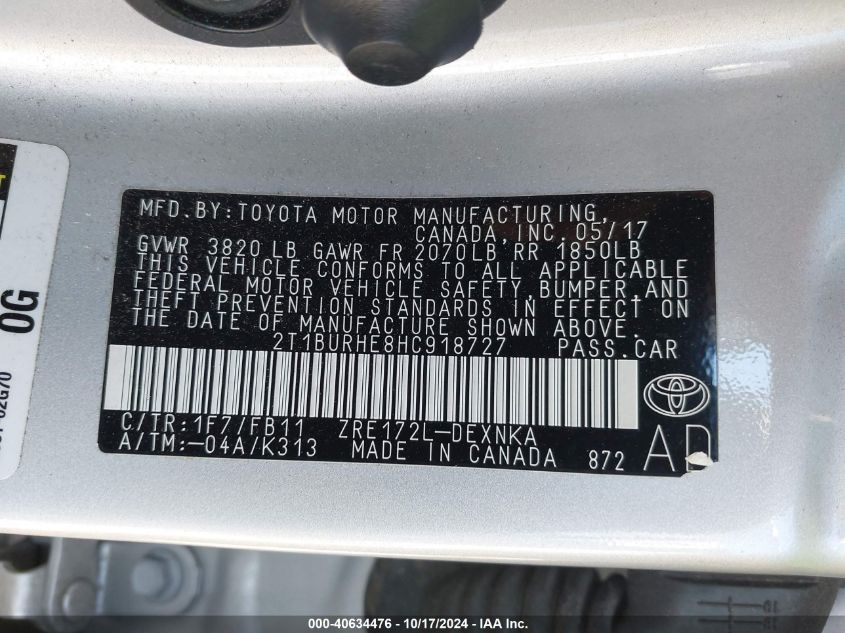 MFD.BY:TOYOTA MOTOR MANUFACTURING,
CANADA,INC.05/17
GVWR 3820 LB GAWR FR 2070LB RR 1850LB
THIS VEHICLE CONFORMS TO ALL APPLICABLE
FEDERAL MOTOR VEHICLE SAFETY,BUMPER,AND
THEFT PREVENTION STANDARDS IN EFFECT ON
THE DATE OF MANUFACTURE SHOWN ABOVE.
2T1BURHE8HC918727 PASS.CAR
C/TR:1F7/FB11 ZRE172L-DEXNKA
A/TM:-04A/K313 MADE IN CANADA 872
AD
0G
000-40634476 - 10/17/2024 - IAA, Inc.